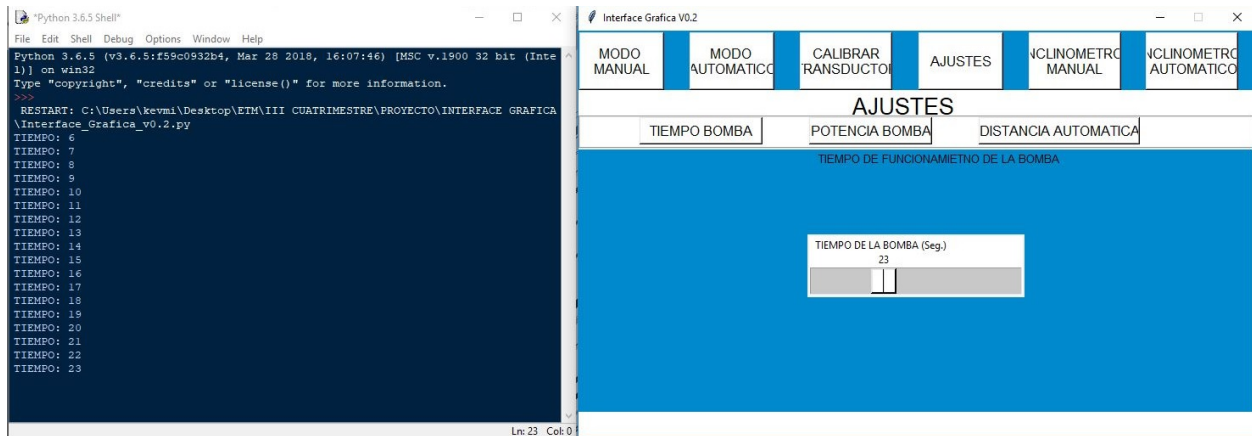 *Python 3.6.5 Shell*
File Edit Shell Debug Options Window Help
Python 3.6.5 (v3.6.5:f59c0932b4, Mar 28 2018, 16:07:46) [MSC v.1900 32 bit (Inte
l)] on win32
Type "copyright", "credits" or "license()" for more information.
>>>
RESTART: C:\Users\kevmi\Desktop\ETM\III CUATRIMESTRE\PROYECTO\INTERFACE GRAFICA
\Interface_Grafica_v0.2.py
TIEMPO: 6
TIEMPO: 7
TIEMPO: 8
TIEMPO: 9
TIEMPO: 10
TIEMPO: 11
TIEMPO: 12
TIEMPO: 13
TIEMPO: 14
TIEMPO: 15
TIEMPO: 16
TIEMPO: 17
TIEMPO: 18
TIEMPO: 19
TIEMPO: 20
TIEMPO: 21
TIEMPO: 22
TIEMPO: 23
Ln: 23 Col: 0
Interface Grafica V0.2
MODO
MANUAL
MODO
AUTOMATICO
CALIBRAR
TRANSDUCTOR
AJUSTES
NCLINOMETRO
MANUAL
NCLINOMETRO
AUTOMATICO
AJUSTES
TIEMPO BOMBA
POTENCIA BOMBA
DISTANCIA AUTOMATICA
TIEMPO DE FUNCIONAMIETNO DE LA BOMBA
TIEMPO DE LA BOMBA (Seg.)
23